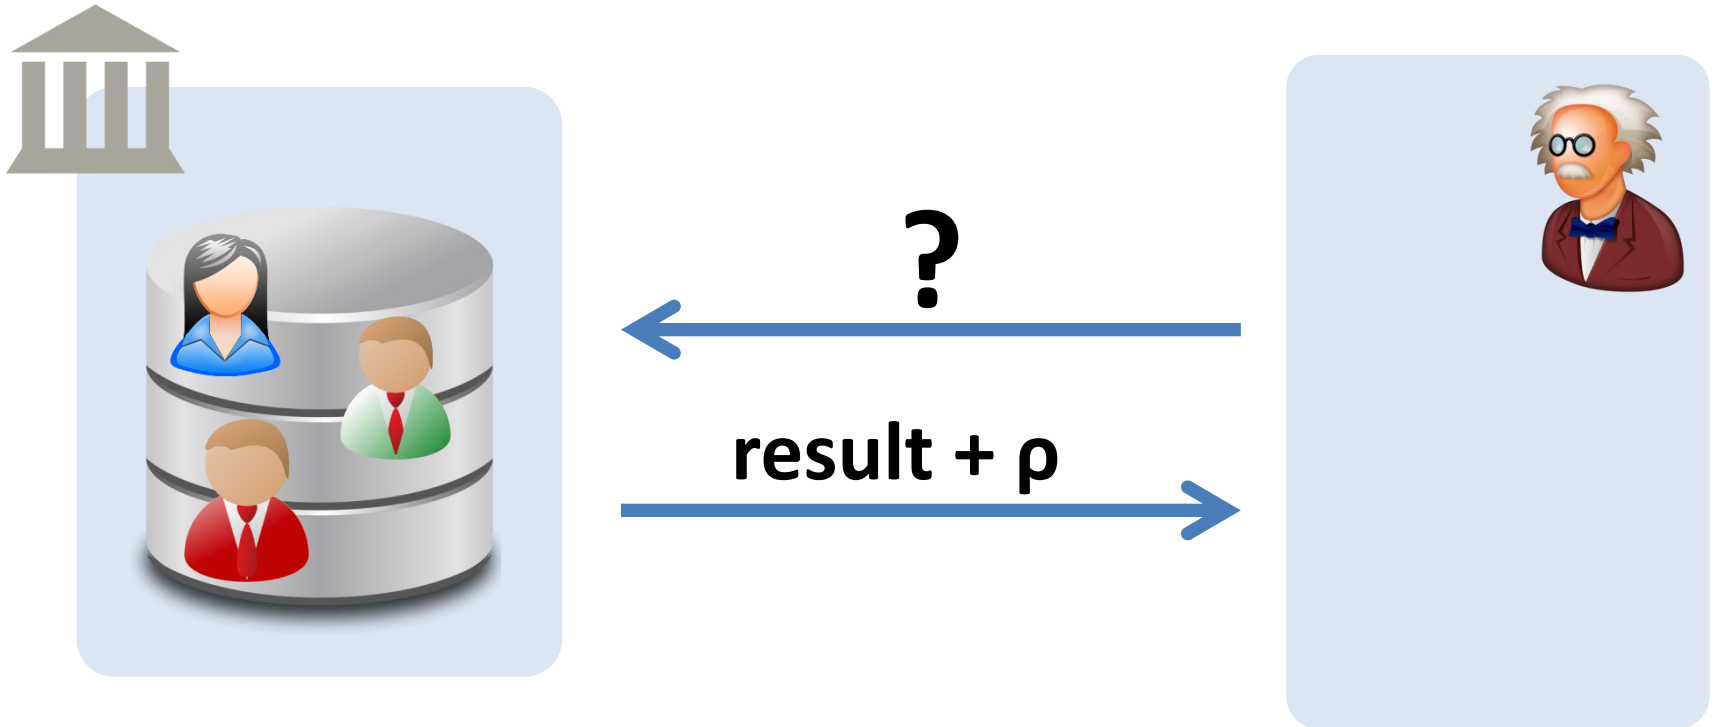 ?
result + ρ